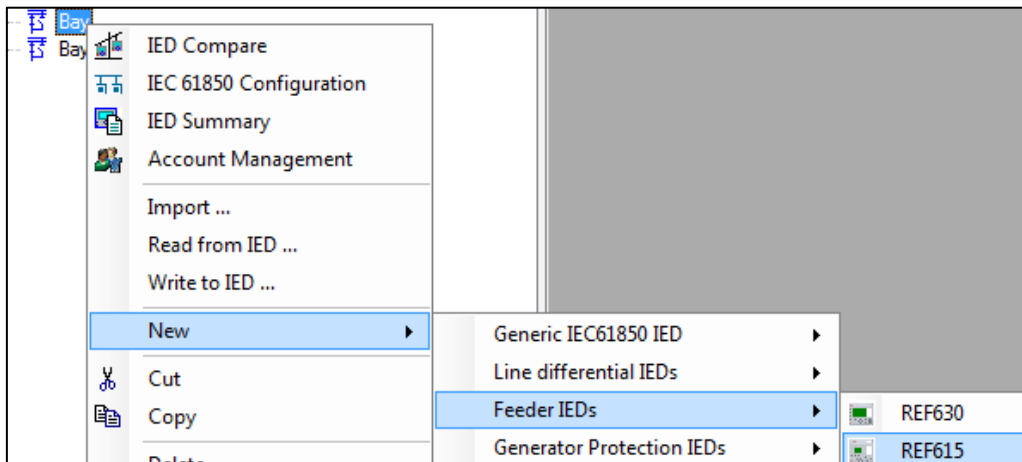 Bay
Bay
IED Compare
IEC 61850 Configuration
IED Summary
Account Management
Import ...
Read from IED ...
Write to IED ...
New
Cut
Copy
Delete
Generic IEC61850 IED
Line differential IEDs
Feeder IEDs
Generator Protection IEDs
REF630
REF615